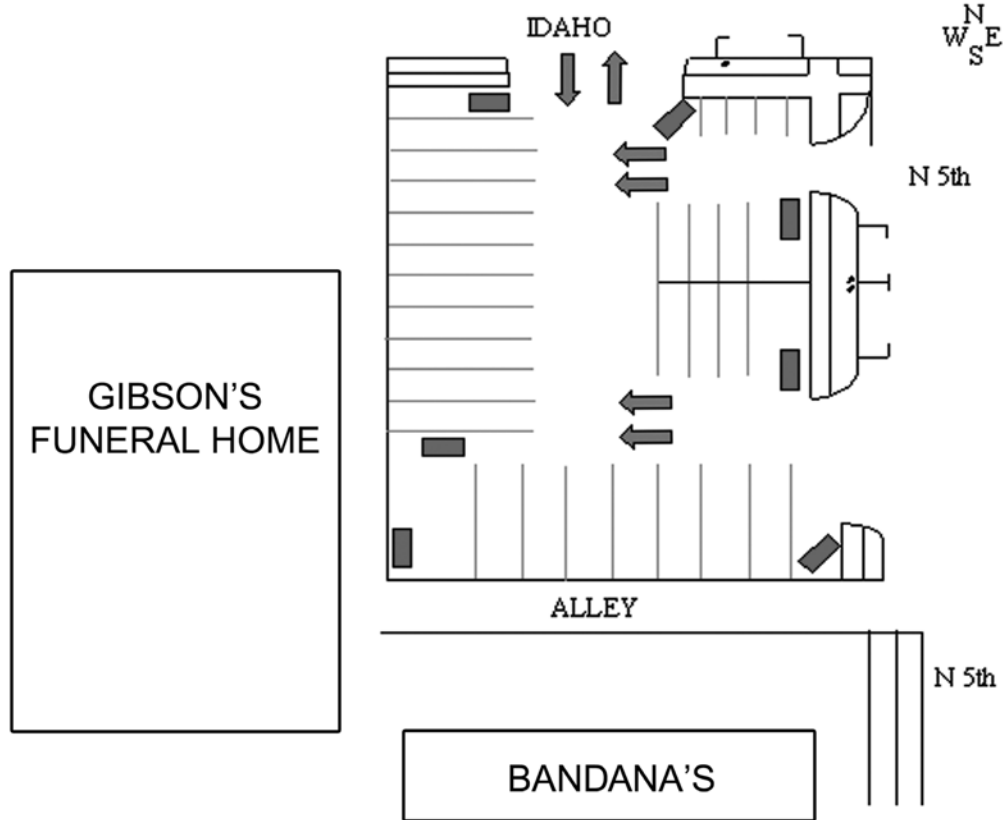 IDAHO
N
W E
S
N 5th
GIBSON'S
FUNERAL HOME
ALLEY
N 5th
BANDANA'S